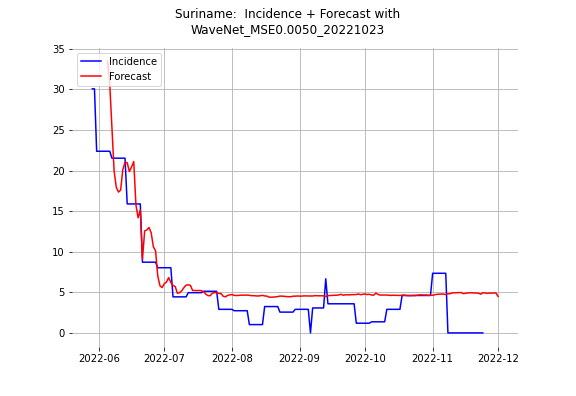 Suriname:  Incidence + Forecast with
WaveNet_MSE0.0050_20221023
Incidence
Forecast
35
30
25
20
15
10
5
0
2022-06 2022-07 2022-08 2022-09 2022-10 2022-11 2022-12